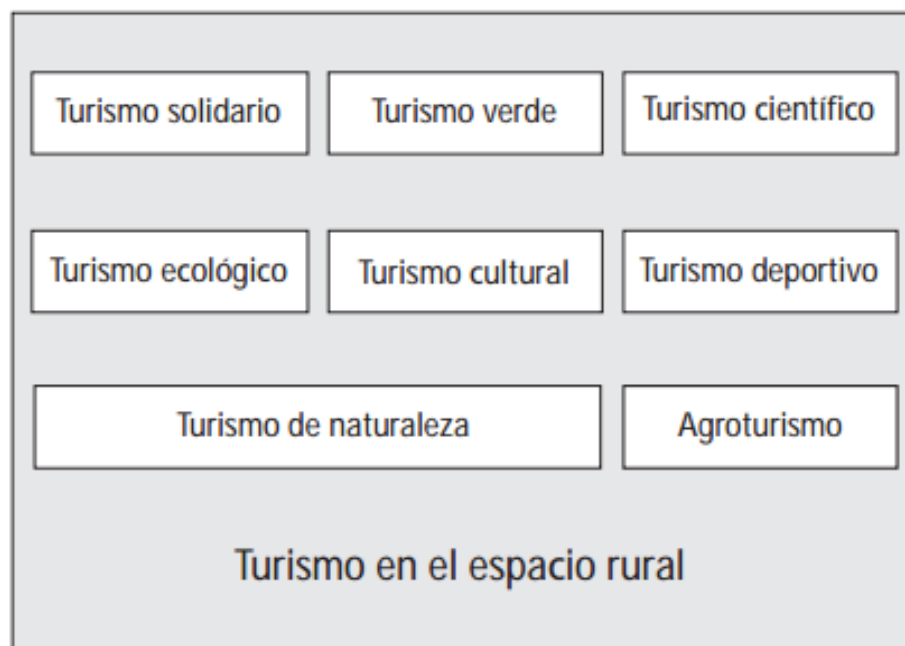 Turismo solidario
Turismo verde
Turismo científico
Turismo ecológico
Turismo cultural
Turismo deportivo
Turismo de naturaleza
Agroturismo
Turismo en el espacio rural